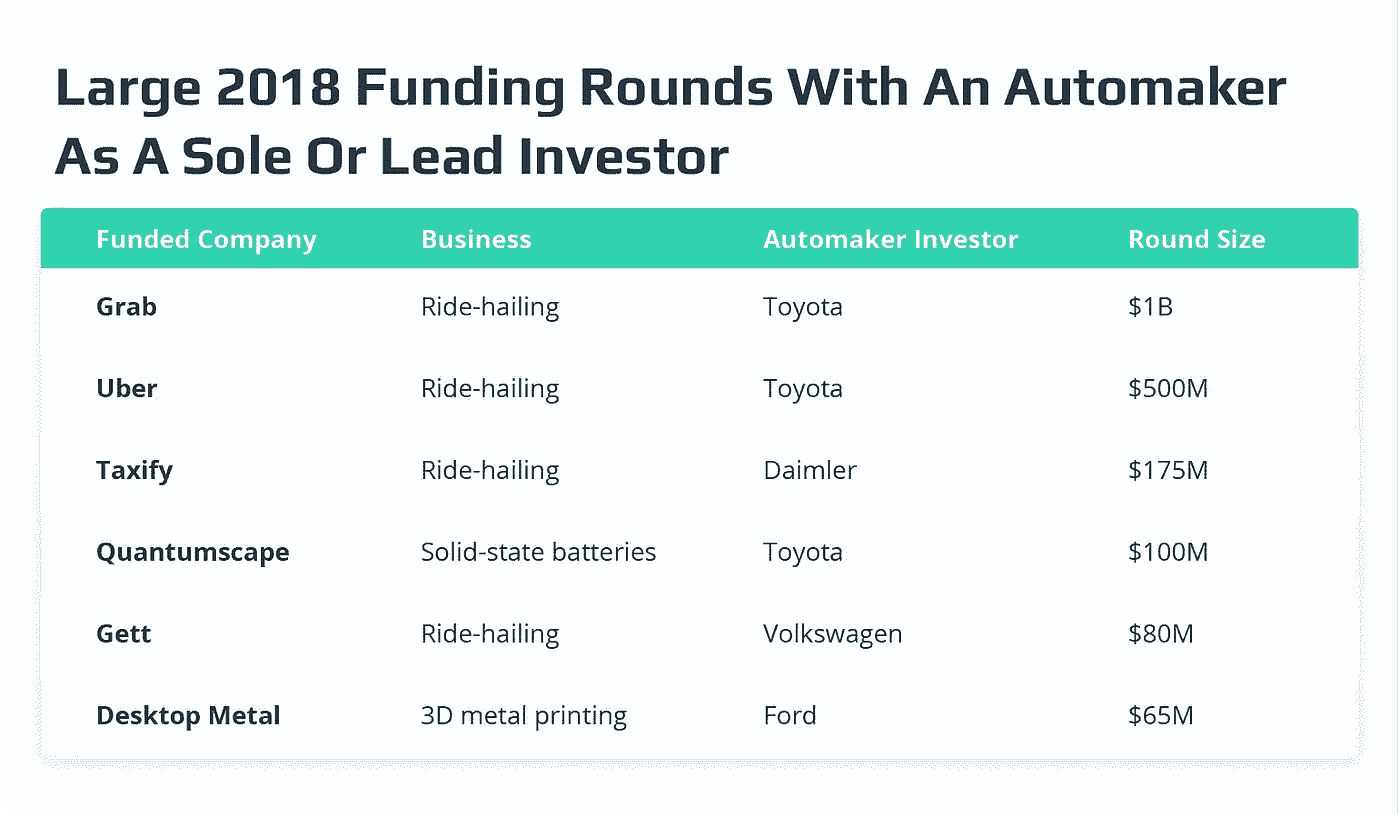 Large 2018 Funding Rounds With An Automaker
As A Sole Or Lead Investor
Funded Company Business Automaker Investor Round Size
Grab Ride-hailing Toyota $1B
Uber Ride-hailing Toyota $500M
Taxify Ride-hailing Daimler $175M
Quantumscape Solid-state batteries Toyota $100M
Gett Ride-hailing Volkswagen $80M
Desktop Metal 3D metal printing Ford $65M